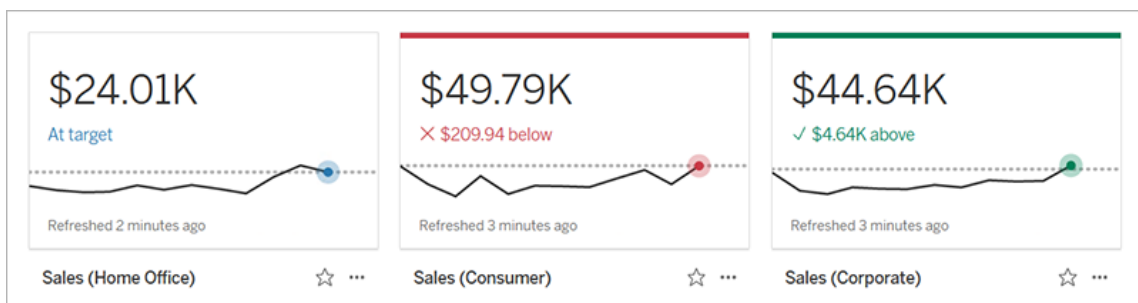 $24.01K
At target
Refreshed 2 minutes ago
Sales (Home Office)
$49.79K
$209.94 below
Refreshed 3 minutes ago
Sales (Consumer)
$44.64K
$4.64K above
Refreshed 3 minutes ago
Sales (Corporate)